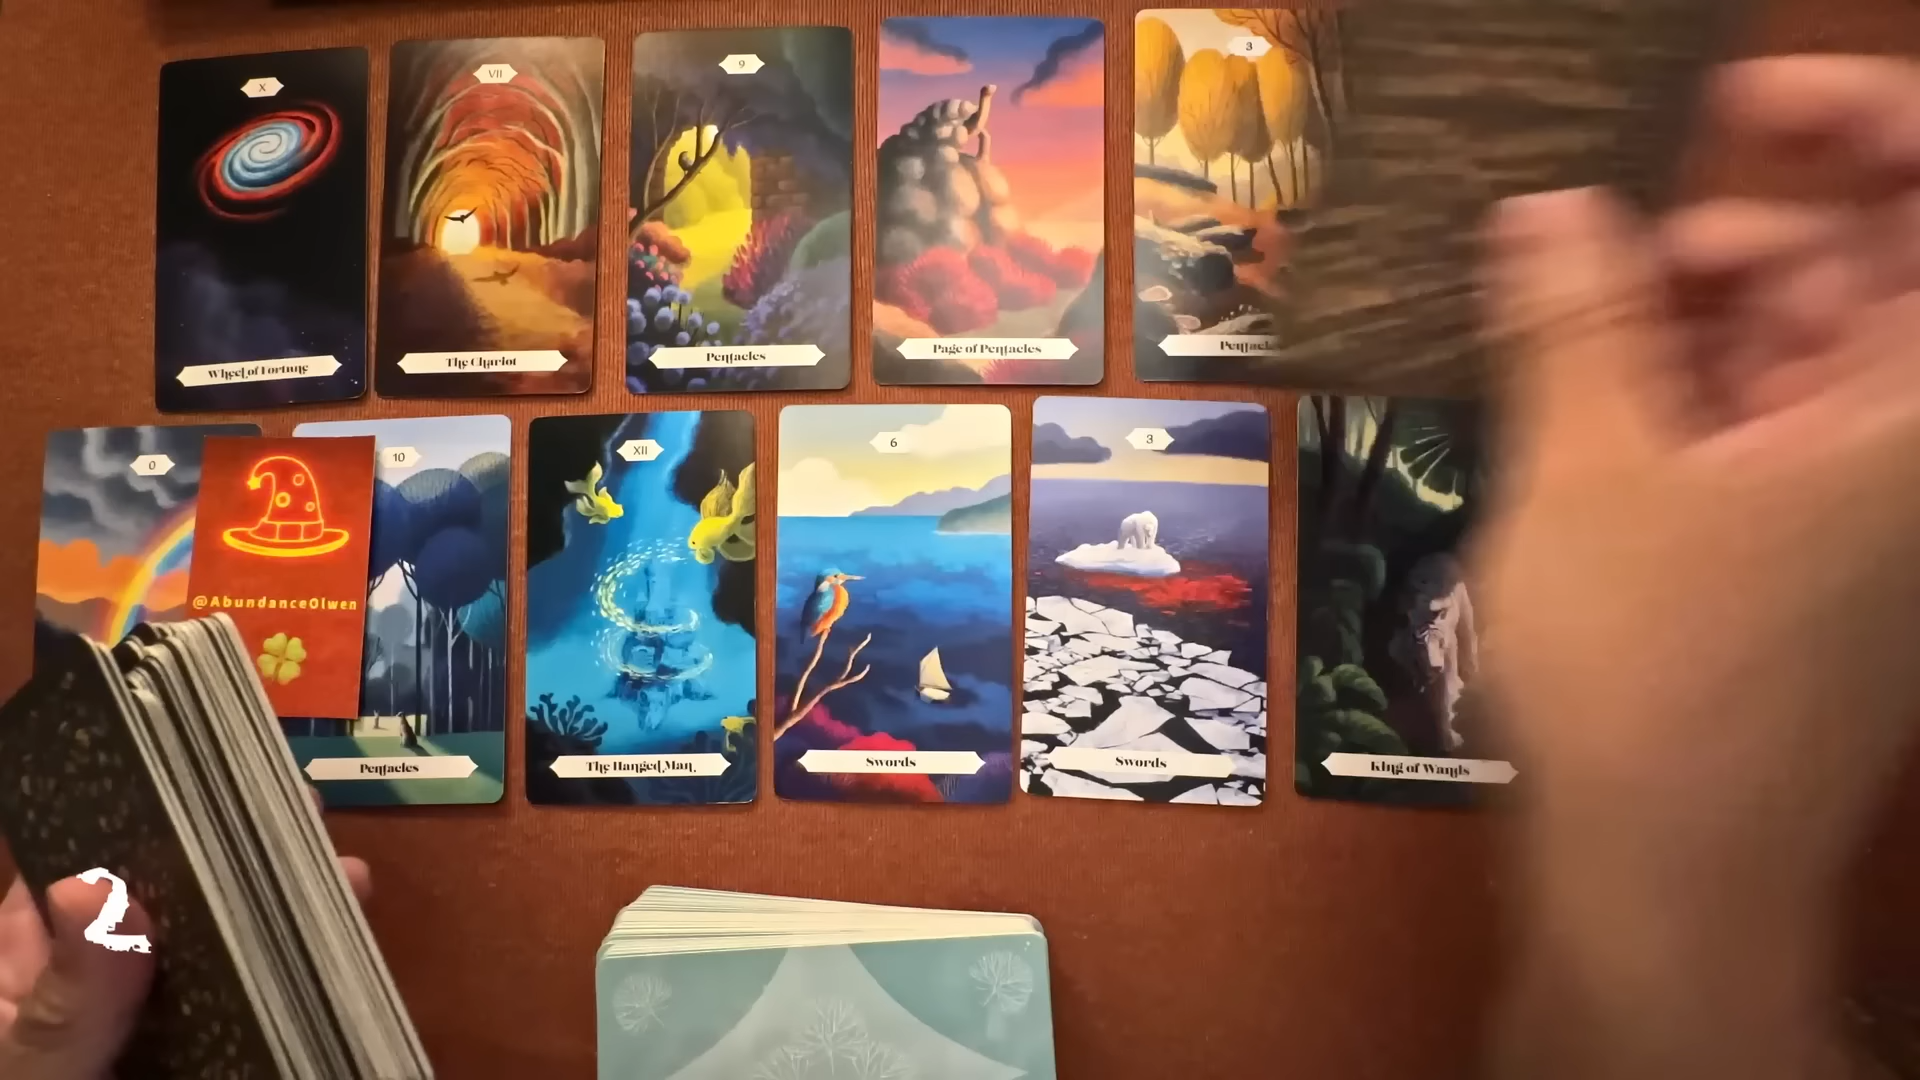 X
Wheel of Fortune
VII
The Chariot
9
Pentacles
Page of Pentacles
3
Pentacles
0
@AbundanceOlwen
10
Pentacles
XII
The Hanged Man
6
Swords
3
Swords
King of Wands
2